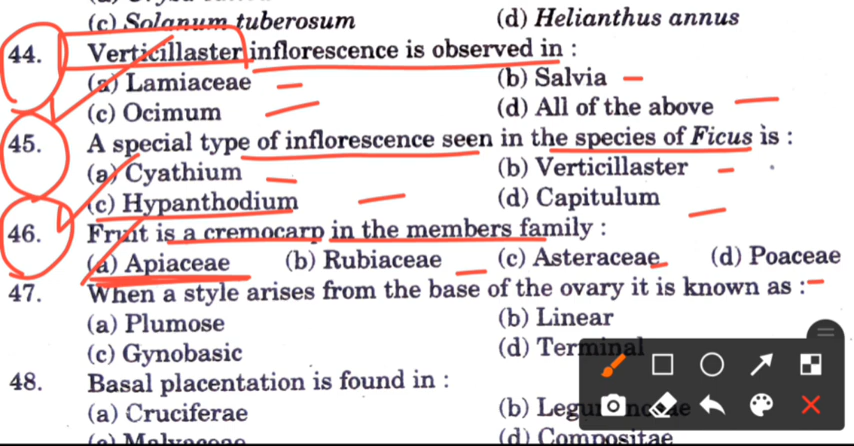 (c) Solanum tuberosum (d) Helianthus annus
44. Verticillaster inflorescence is observed in :
(a) Lamiaceae (b) Salvia
(c) Ocimum (d) All of the above
45. A special type of inflorescence seen in the species of Ficus is :
(a) Cyathium (b) Verticillaster
(c) Hypanthodium (d) Capitulum
46. Fruit is a cremocarp in the members family :
(a) Apiaceae (b) Rubiaceae (c) Asteraceae (d) Poaceae
47. When a style arises from the base of the ovary it is known as :
(a) Plumose (b) Linear
(c) Gynobasic (d) Terminal
48. Basal placentation is found in :
(a) Cruciferae (b)
(d) Compositae